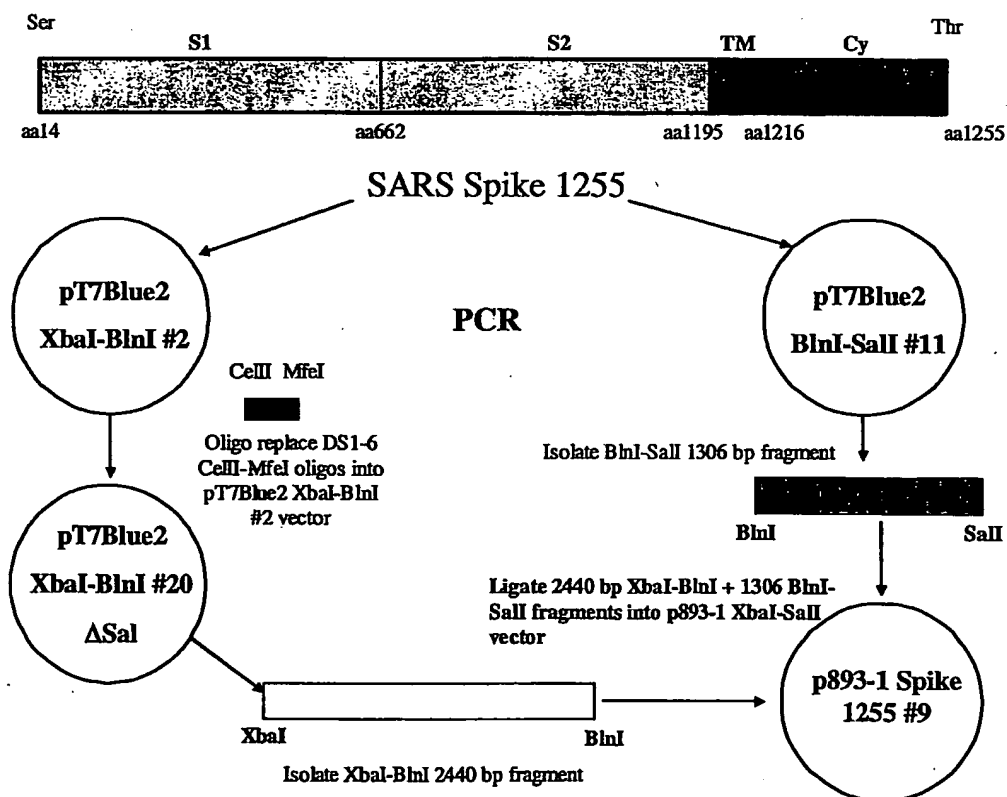 Ser
Thr
S1
S2
TM
Cy
aa14
aa662
aa1195
aa1216
aa1255
SARS Spike 1255
pT7Blue2
XbaI-BlnI #2
PCR
pT7Blue2
BlnI-SalI #11
CelII MfeI
Oligo replace DS1-6
CelII-MfeI oligos into
pT7Blue2 XbaI-BlnI
#2 vector
Isolate BlnI-SalI 1306 bp fragment
BlnI
SalI
pT7Blue2
XbaI-BlnI #20
ΔSal
Ligate 2440 bp XbaI-BlnI + 1306 BlnI-
SalI fragments into p893-1 XbaI-SalI
vector
p893-1 Spike
1255 #9
XbaI
BlnI
Isolate XbaI-BlnI 2440 bp fragment